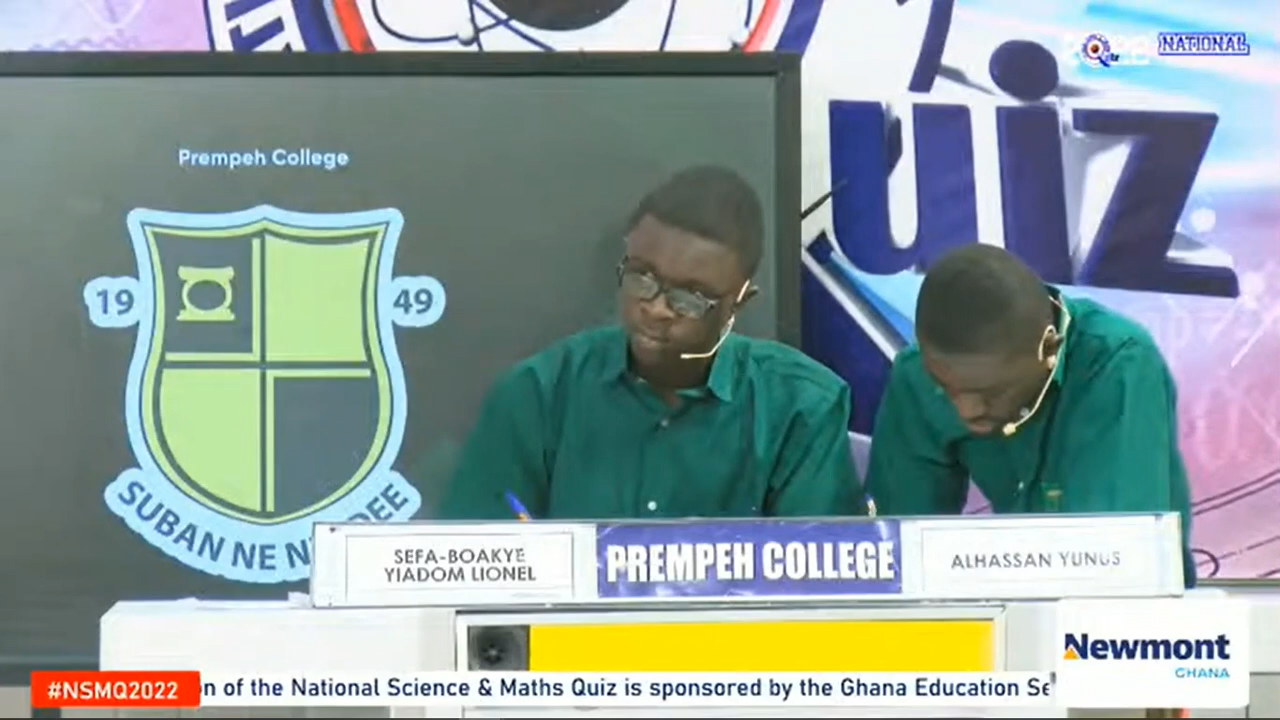 NATIONAL
uiz
Prempeh College
19 49
SUBAN NE N DEE
SEFA-BOAKYE
YIADOM LIONEL
PREMPEH COLLEGE
ALHASSAN YUNUS
Newmont
GHANA
#NSMQ2022
n of the National Science & Maths Quiz is sponsored by the Ghana Education Se